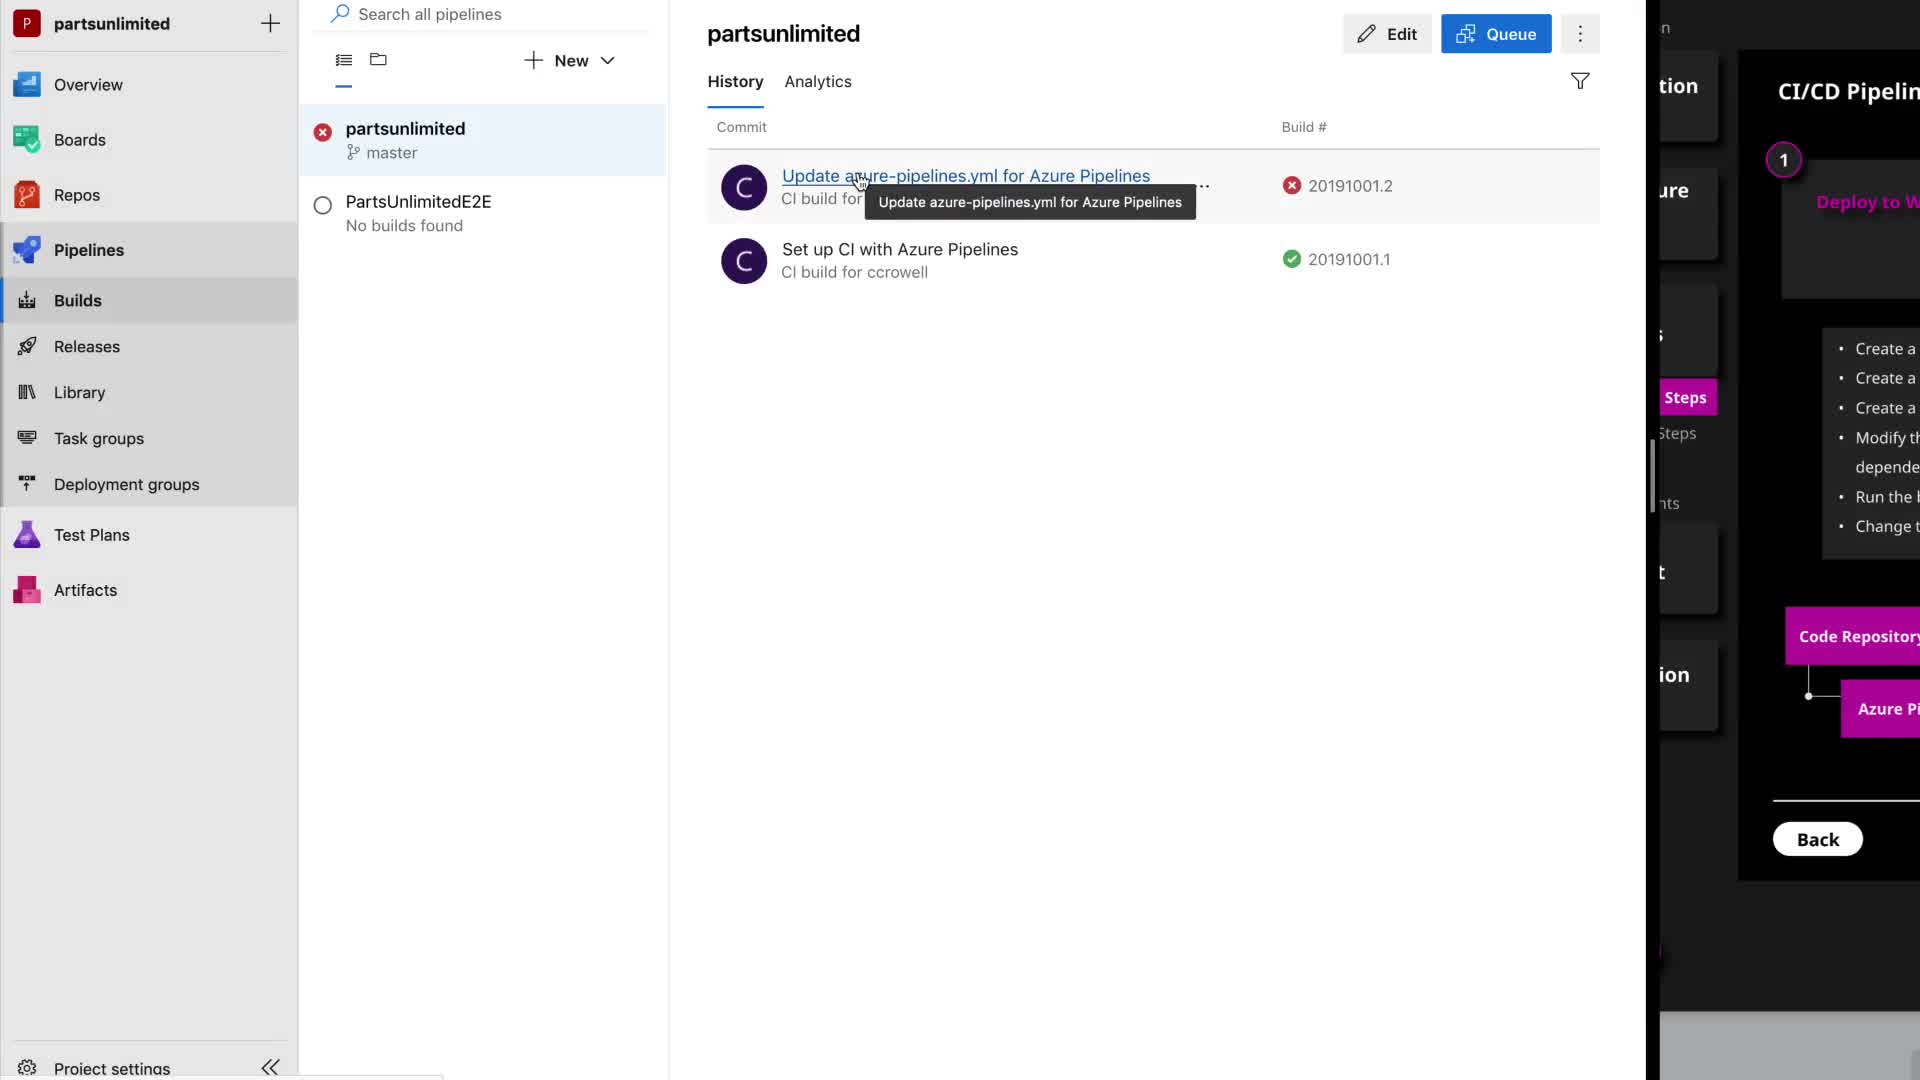 P partsunlimited
Overview
Boards
Repos
Pipelines
Builds
Releases
Library
Task groups
Deployment groups
Test Plans
Artifacts
Project settings
Search all pipelines
New
partsunlimited
master
PartsUnlimitedE2E
No builds found
partsunlimited
Edit
Queue
History Analytics
Commit Build #
C Update azure-pipelines.yml for Azure Pipelines ... 20191001.2
CI build for
Update azure-pipelines.yml for Azure Pipelines
C Set up CI with Azure Pipelines 20191001.1
CI build for ccrowell
n
tion
ure
s
Steps
Steps
nts
t
ion
CI/CD Pipelin
1
Deploy to W
• Create a
• Create a
• Create a
• Modify th
depende
• Run the b
• Change t
Code Repository
Azure Pi
Back